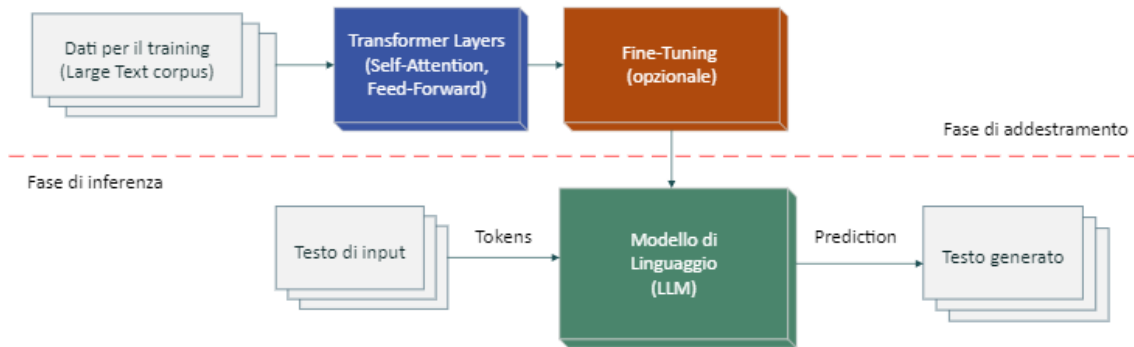 Dati per il training
(Large Text corpus)
Transformer Layers
(Self-Attention,
Feed-Forward)
Fine-Tuning
(opzionale)
Fase di addestramento
Fase di inferenza
Testo di input
Tokens
Modello di
Linguaggio
(LLM)
Prediction
Testo generato